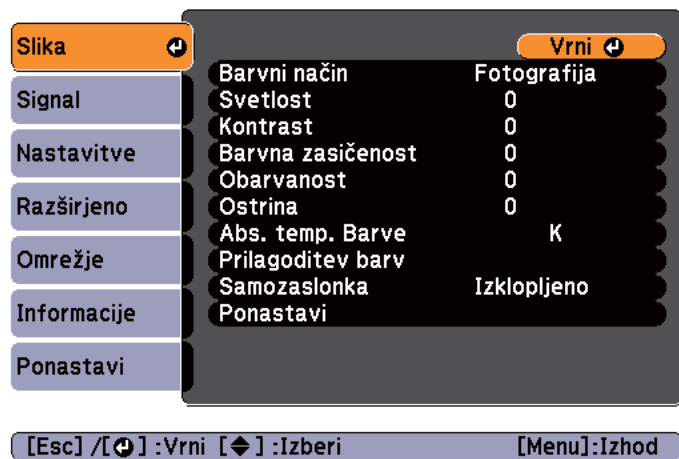 Slika
Signal
Nastavitve
Razširjeno
Omrežje
Informacije
Ponastavi
Vrni
Barvni način Fotografija
Svetlost 0
Kontrast 0
Barvna zasičenost 0
Obarvanost 0
Ostrina 0
Abs. temp. Barve K
Prilagoditev barv
Samozaslonka Izklopljeno
Ponastavi
[Esc] /[⏎] :Vrni [◆] :Izberi [Menu]:Izhod